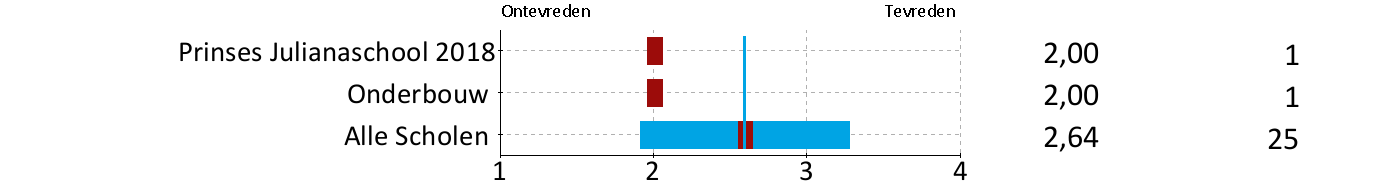 Ontevreden Tevreden
Prinses Julianaschool 2018 2,00 1
Onderbouw 2,00 1
Alle Scholen 2,64 25
1 2 3 4